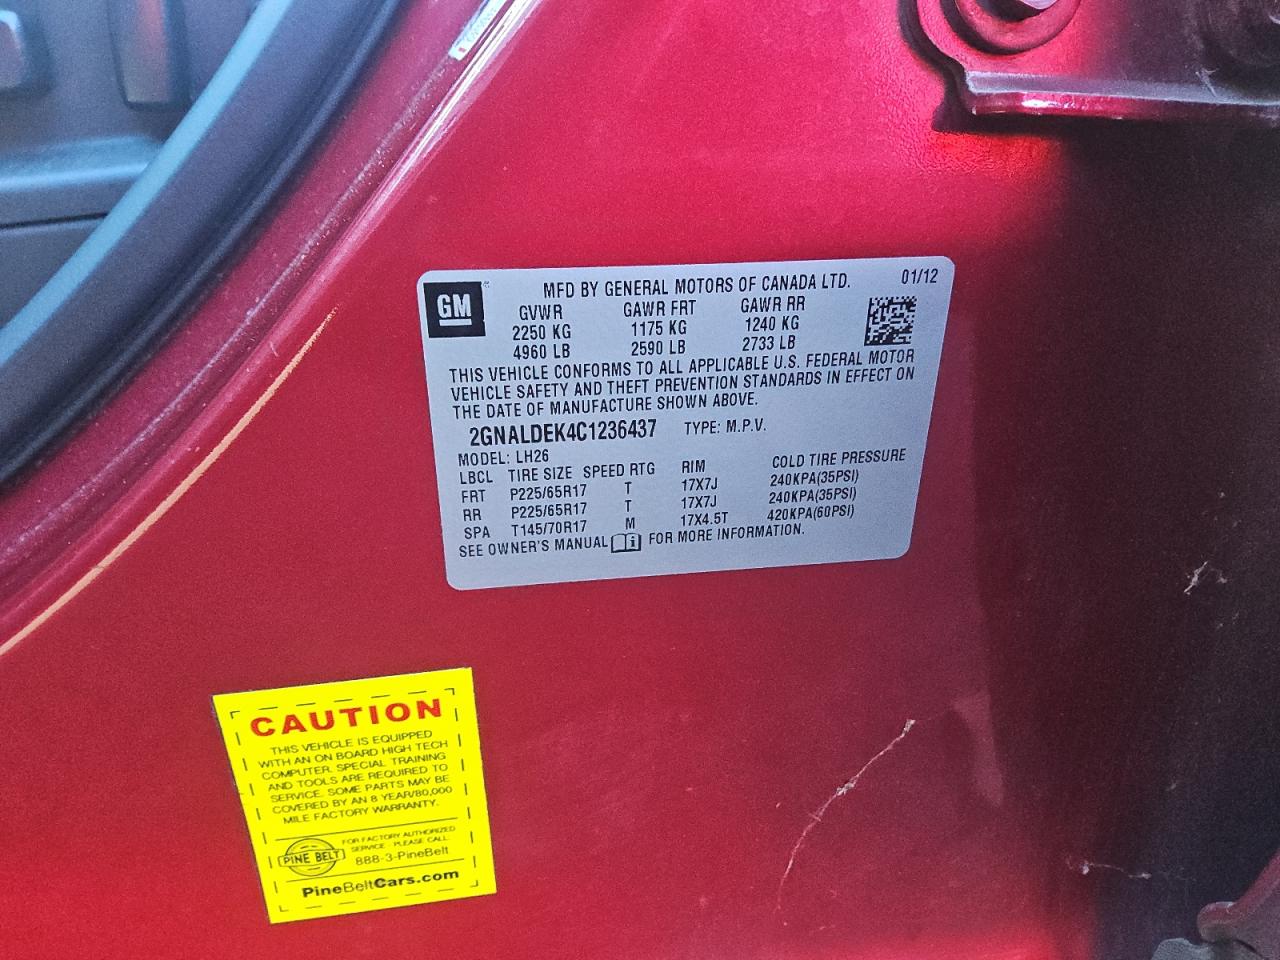 GM
MFD BY GENERAL MOTORS OF CANADA LTD. 01/12
GVWR GAWR FRT GAWR RR
2250 KG 1175 KG 1240 KG
4960 LB 2590 LB 2733 LB
THIS VEHICLE CONFORMS TO ALL APPLICABLE U.S. FEDERAL MOTOR
VEHICLE SAFETY AND THEFT PREVENTION STANDARDS IN EFFECT ON
THE DATE OF MANUFACTURE SHOWN ABOVE.
2GNALDEK4C1236437 TYPE: M.P.V.
MODEL: LH26
LBCL TIRE SIZE SPEED RTG RIM COLD TIRE PRESSURE
FRT P225/65R17 T 17X7J 240KPA(35PSI)
RR P225/65R17 T 17X7J 240KPA(35PSI)
SPA T145/70R17 M 17X4.5T 420KPA(60PSI)
SEE OWNER'S MANUAL FOR MORE INFORMATION.
CAUTION
THIS VEHICLE IS EQUIPPED
WITH AN ON BOARD HIGH TECH
COMPUTER. SPECIAL TRAINING
AND TOOLS ARE REQUIRED TO
SERVICE. SOME PARTS MAY BE
COVERED BY AN 8 YEAR/80,000
MILE FACTORY WARRANTY.
PINE BELT
FOR FACTORY AUTHORIZED
SERVICE - PLEASE CALL:
888-3-PineBelt
PineBeltCars.com